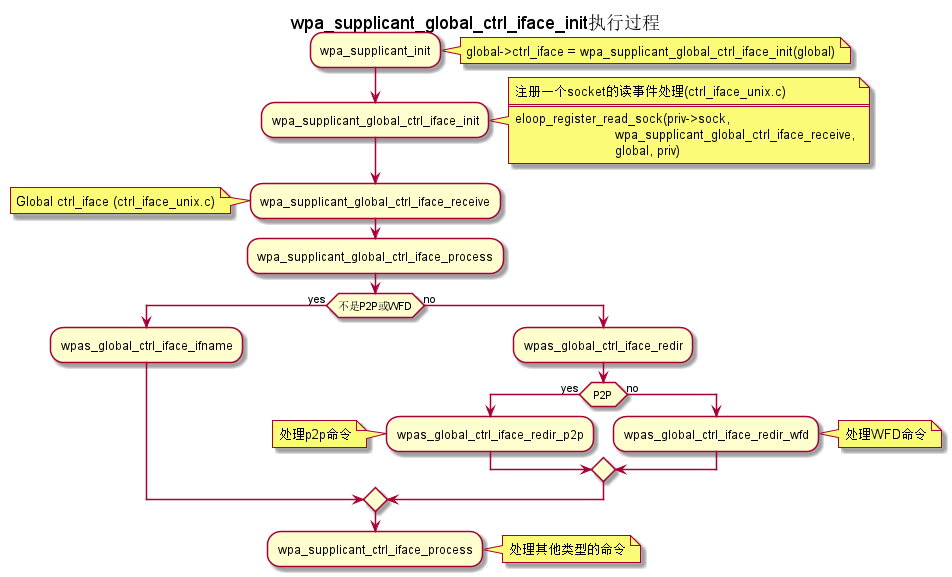 wpa_supplicant_global_ctrl_iface_init执行过程
wpa_supplicant_init
global->ctrl_iface = wpa_supplicant_global_ctrl_iface_init(global)
wpa_supplicant_global_ctrl_iface_init
注册一个socket的读事件处理(ctrl_iface_unix.c)
eloop_register_read_sock(priv->sock,
wpa_supplicant_global_ctrl_iface_receive,
global, priv)
Global ctrl_iface (ctrl_iface_unix.c)
wpa_supplicant_global_ctrl_iface_receive
wpa_supplicant_global_ctrl_iface_process
yes
不是P2P或WFD
no
wpas_global_ctrl_iface_ifname
wpas_global_ctrl_iface_redir
yes
P2P
no
处理p2p命令
wpas_global_ctrl_iface_redir_p2p
wpas_global_ctrl_iface_redir_wfd
处理WFD命令
wpa_supplicant_ctrl_iface_process
处理其他类型的命令